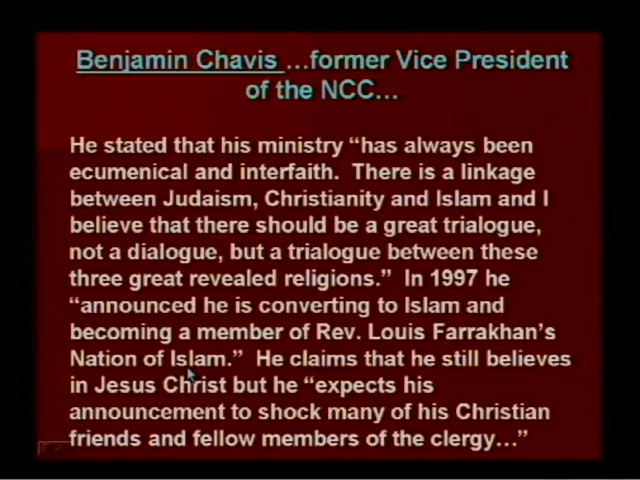 Benjamin Chavis …former Vice President
of the NCC…
He stated that his ministry “has always been
ecumenical and interfaith. There is a linkage
between Judaism, Christianity and Islam and I
believe that there should be a great trialogue,
not a dialogue, but a trialogue between these
three great revealed religions.” In 1997 he
“announced he is converting to Islam and
becoming a member of Rev. Louis Farrakhan’s
Nation of Islam.” He claims that he still believes
in Jesus Christ but he “expects his
announcement to shock many of his Christian
friends and fellow members of the clergy…”